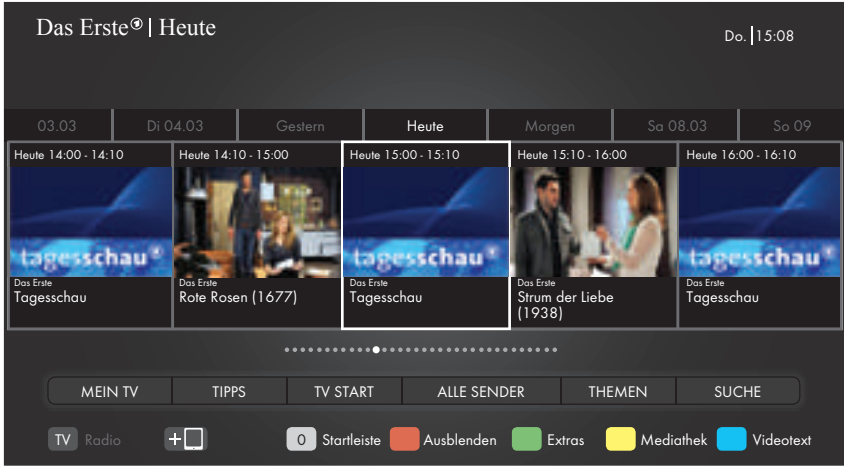 Das Erste | Heute
Do. 15:08
03.03 Di 04.03 Gestern Heute Morgen Sa 08.03 So 09
Heute 14:00 - 14:10 Heute 14:10 - 15:00 Heute 15:00 - 15:10 Heute 15:10 - 16:00 Heute 16:00 - 16:10
tagesschau tagesschau tagesschau
Das Erste Das Erste Das Erste Das Erste Das Erste
Tagesschau Rote Rosen (1677) Tagesschau Strum der Liebe Tagesschau
(1938)
MEIN TV TIPPS TV START ALLE SENDER THEMEN SUCHE
TV Radio + 0 Startleiste Ausblenden Extras Mediathek Videotext